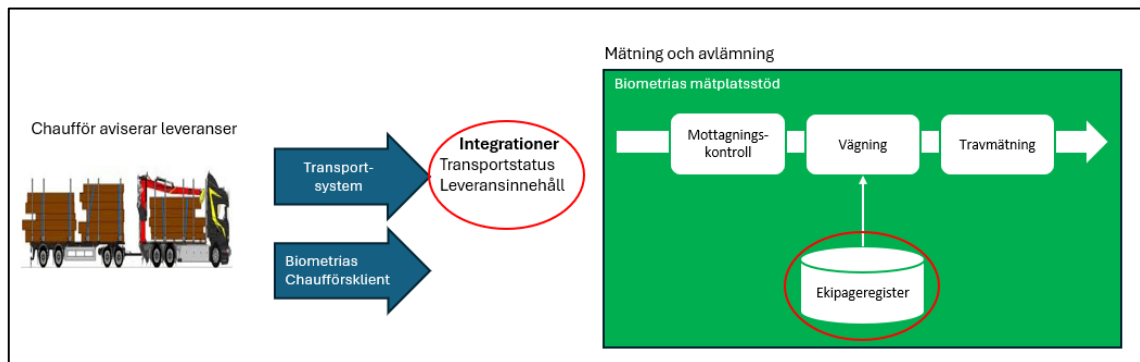 Chaufför aviserar leveranser
Transport-
system
Biometrias
Chaufförsklient
Integrationer
Transportstatus
Leveransinnehåll
Mätning och avlämning
Biometrias mätplatsstöd
Mottagnings-
kontroll
Vägning
Travmätning
Ekipageregister